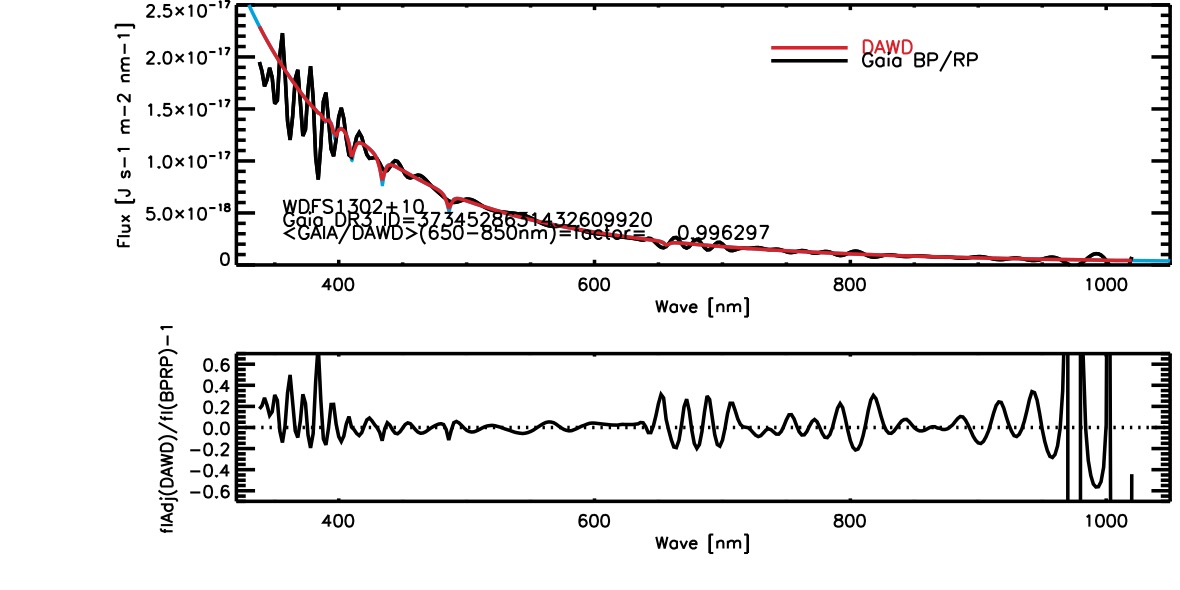 2.5×10⁻¹⁷
2.0×10⁻¹⁷
1.5×10⁻¹⁷
1.0×10⁻¹⁷
5.0×10⁻¹⁸
0
Flux [J s−1 m−2 nm−1]
DAWD
Gaia BP/RP
WDFS1302+10
Gaia DR3 ID=3734528631432609920
<GAIA/DAWD>(650−850nm)=factor= 0.996297
400 600 800 1000
Wave [nm]
flAdj(DAWD)/fl(BPRP)−1
0.6
0.4
0.2
0.0
−0.2
−0.4
−0.6
400 600 800 1000
Wave [nm]